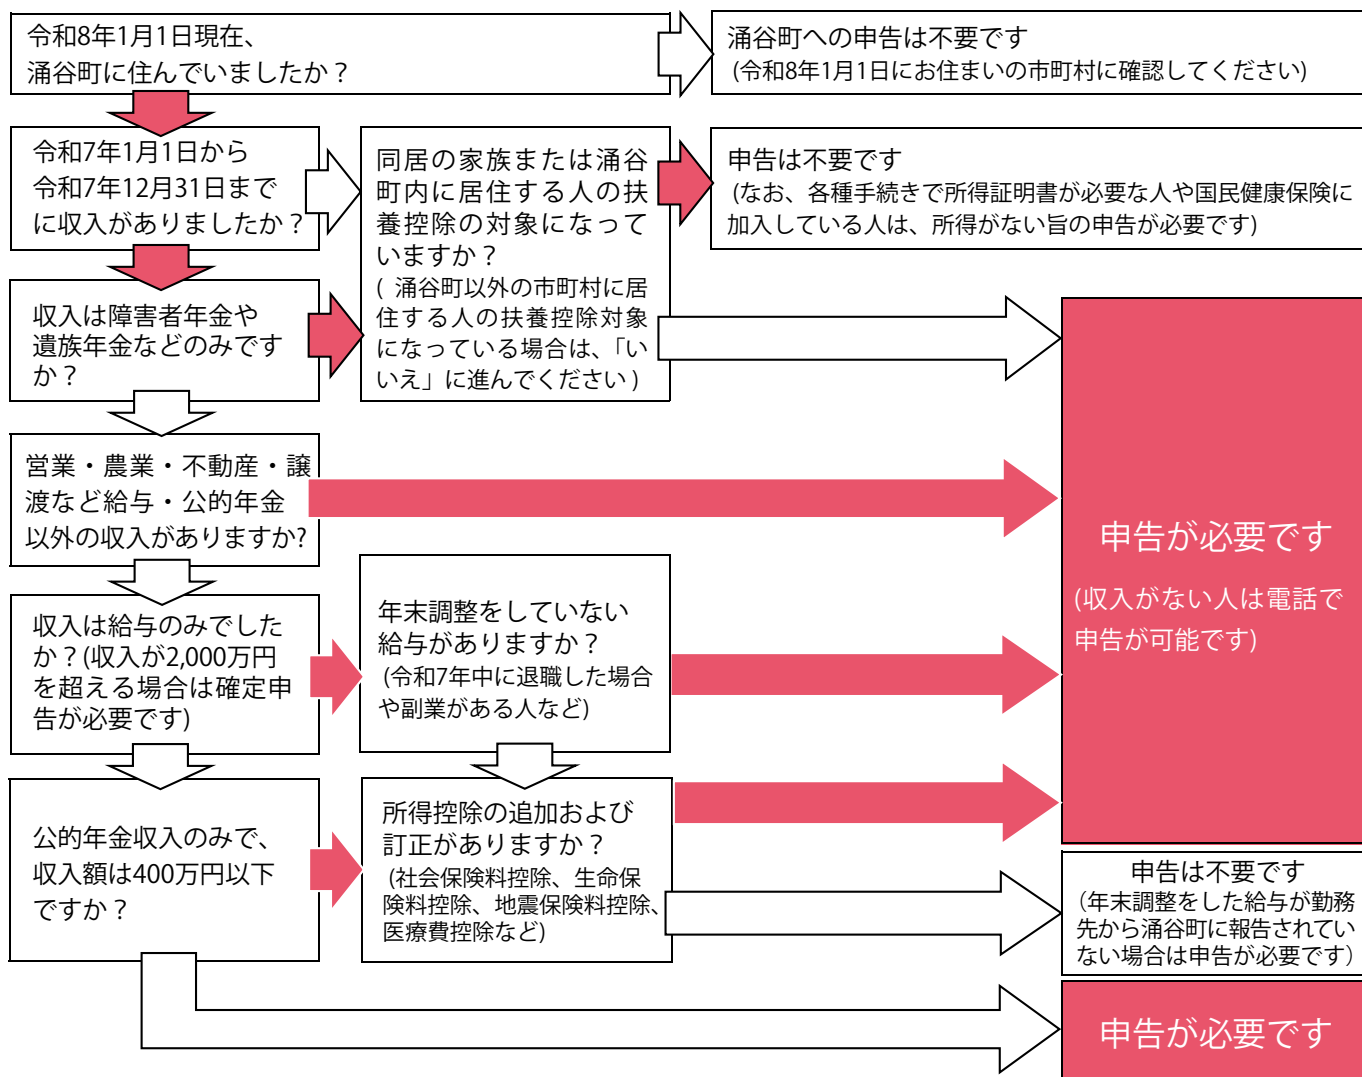 令和8年1月1日現在、
涌谷町に住んでいましたか？
涌谷町への申告は不要です
(令和8年1月1日にお住まいの市町村に確認してください)
令和7年1月1日から
令和7年12月31日まで
に収入がありましたか？
同居の家族または涌谷
町内に居住する人の扶
養控除の対象になって
いますか？
( 涌谷町以外の市町村に居
住する人の扶養控除対象
になっている場合は、「い
いえ」に進んでください )
申告は不要です
(なお、各種手続きで所得証明書が必要な人や国民健康保険に
加入している人は、所得がない旨の申告が必要です)
収入は障害者年金や
遺族年金などのみです
か？
営業・農業・不動産・譲
渡など給与・公的年金
以外の収入がありますか?
申告が必要です
(収入がない人は電話で
申告が可能です)
収入は給与のみでした
か？(収入が2,000万円
を超える場合は確定申
告が必要です)
年末調整をしていない
給与がありますか？
(令和7年中に退職した場合
や副業がある人など)
公的年金収入のみで、
収入額は400万円以下
ですか？
所得控除の追加および
訂正がありますか？
(社会保険料控除、生命保
険料控除、地震保険料控除、
医療費控除など)
申告は不要です
（年末調整をした給与が勤務
先から涌谷町に報告されてい
ない場合は申告が必要です）
申告が必要です